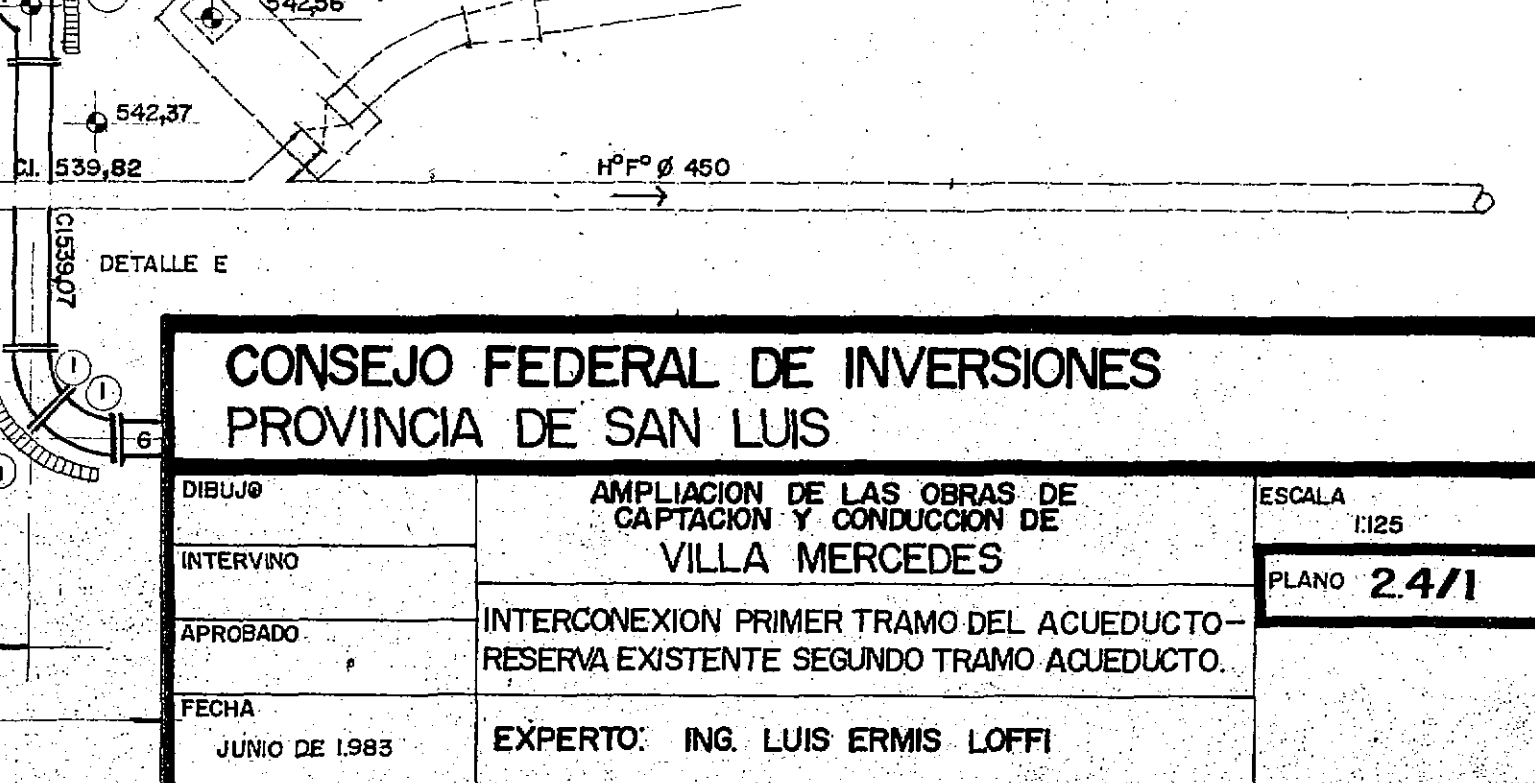 542,56
542,37
C.I. 539,82
H°F° Ø 450
C.I 539,07
DETALLE E
1
1
6
CONSEJO FEDERAL DE INVERSIONES
PROVINCIA DE SAN LUIS
DIBUJO
INTERVINO
APROBADO
FECHA
JUNIO DE 1.983
AMPLIACION DE LAS OBRAS DE
CAPTACION Y CONDUCCION DE
VILLA MERCEDES
INTERCONEXION PRIMER TRAMO DEL ACUEDUCTO-
RESERVA EXISTENTE SEGUNDO TRAMO ACUEDUCTO.
EXPERTO: ING. LUIS ERMIS LOFFI
ESCALA
1:125
PLANO 2.4/1